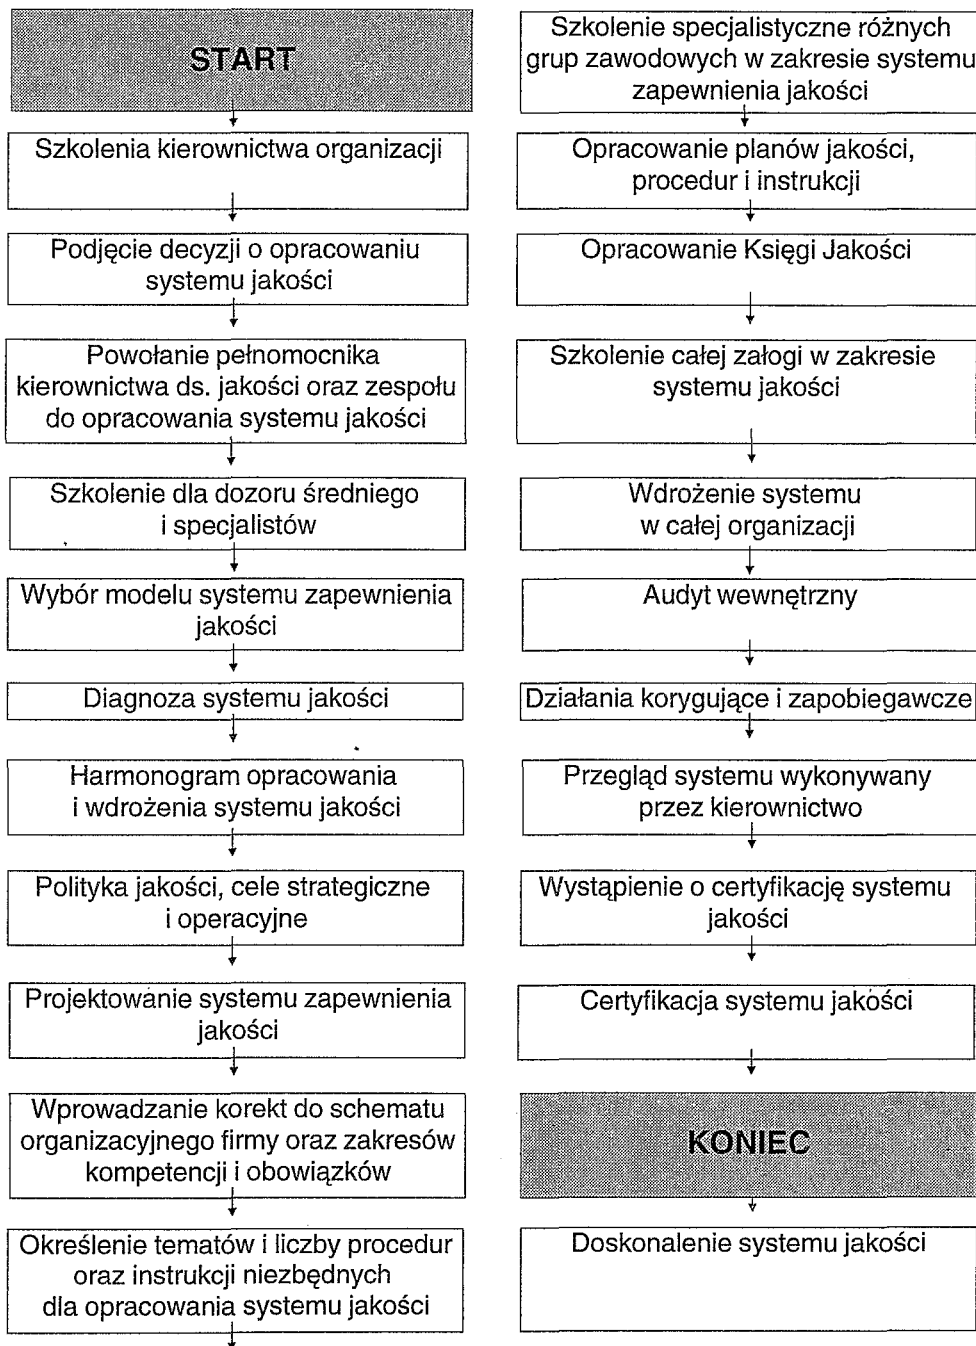 START
Szkolenia kierownictwa organizacji
Podjęcie decyzji o opracowaniu
systemu jakości
Powołanie pełnomocnika
kierownictwa ds. jakości oraz zespołu
do opracowania systemu jakości
Szkolenie dla dozoru średniego
i specjalistów
Wybór modelu systemu zapewnienia
jakości
Diagnoza systemu jakości
Harmonogram opracowania
i wdrożenia systemu jakości
Polityka jakości, cele strategiczne
i operacyjne
Projektowanie systemu zapewnienia
jakości
Wprowadzanie korekt do schematu
organizacyjnego firmy oraz zakresów
kompetencji i obowiązków
Określenie tematów i liczby procedur
oraz instrukcji niezbędnych
dla opracowania systemu jakości
Szkolenie specjalistyczne różnych
grup zawodowych w zakresie systemu
zapewnienia jakości
Opracowanie planów jakości,
procedur i instrukcji
Opracowanie Księgi Jakości
Szkolenie całej załogi w zakresie
systemu jakości
Wdrożenie systemu
w całej organizacji
Audyt wewnętrzny
Działania korygujące i zapobiegawcze
Przegląd systemu wykonywany
przez kierownictwo
Wystąpienie o certyfikację systemu
jakości
Certyfikacja systemu jakości
KONIEC
Doskonalenie systemu jakości